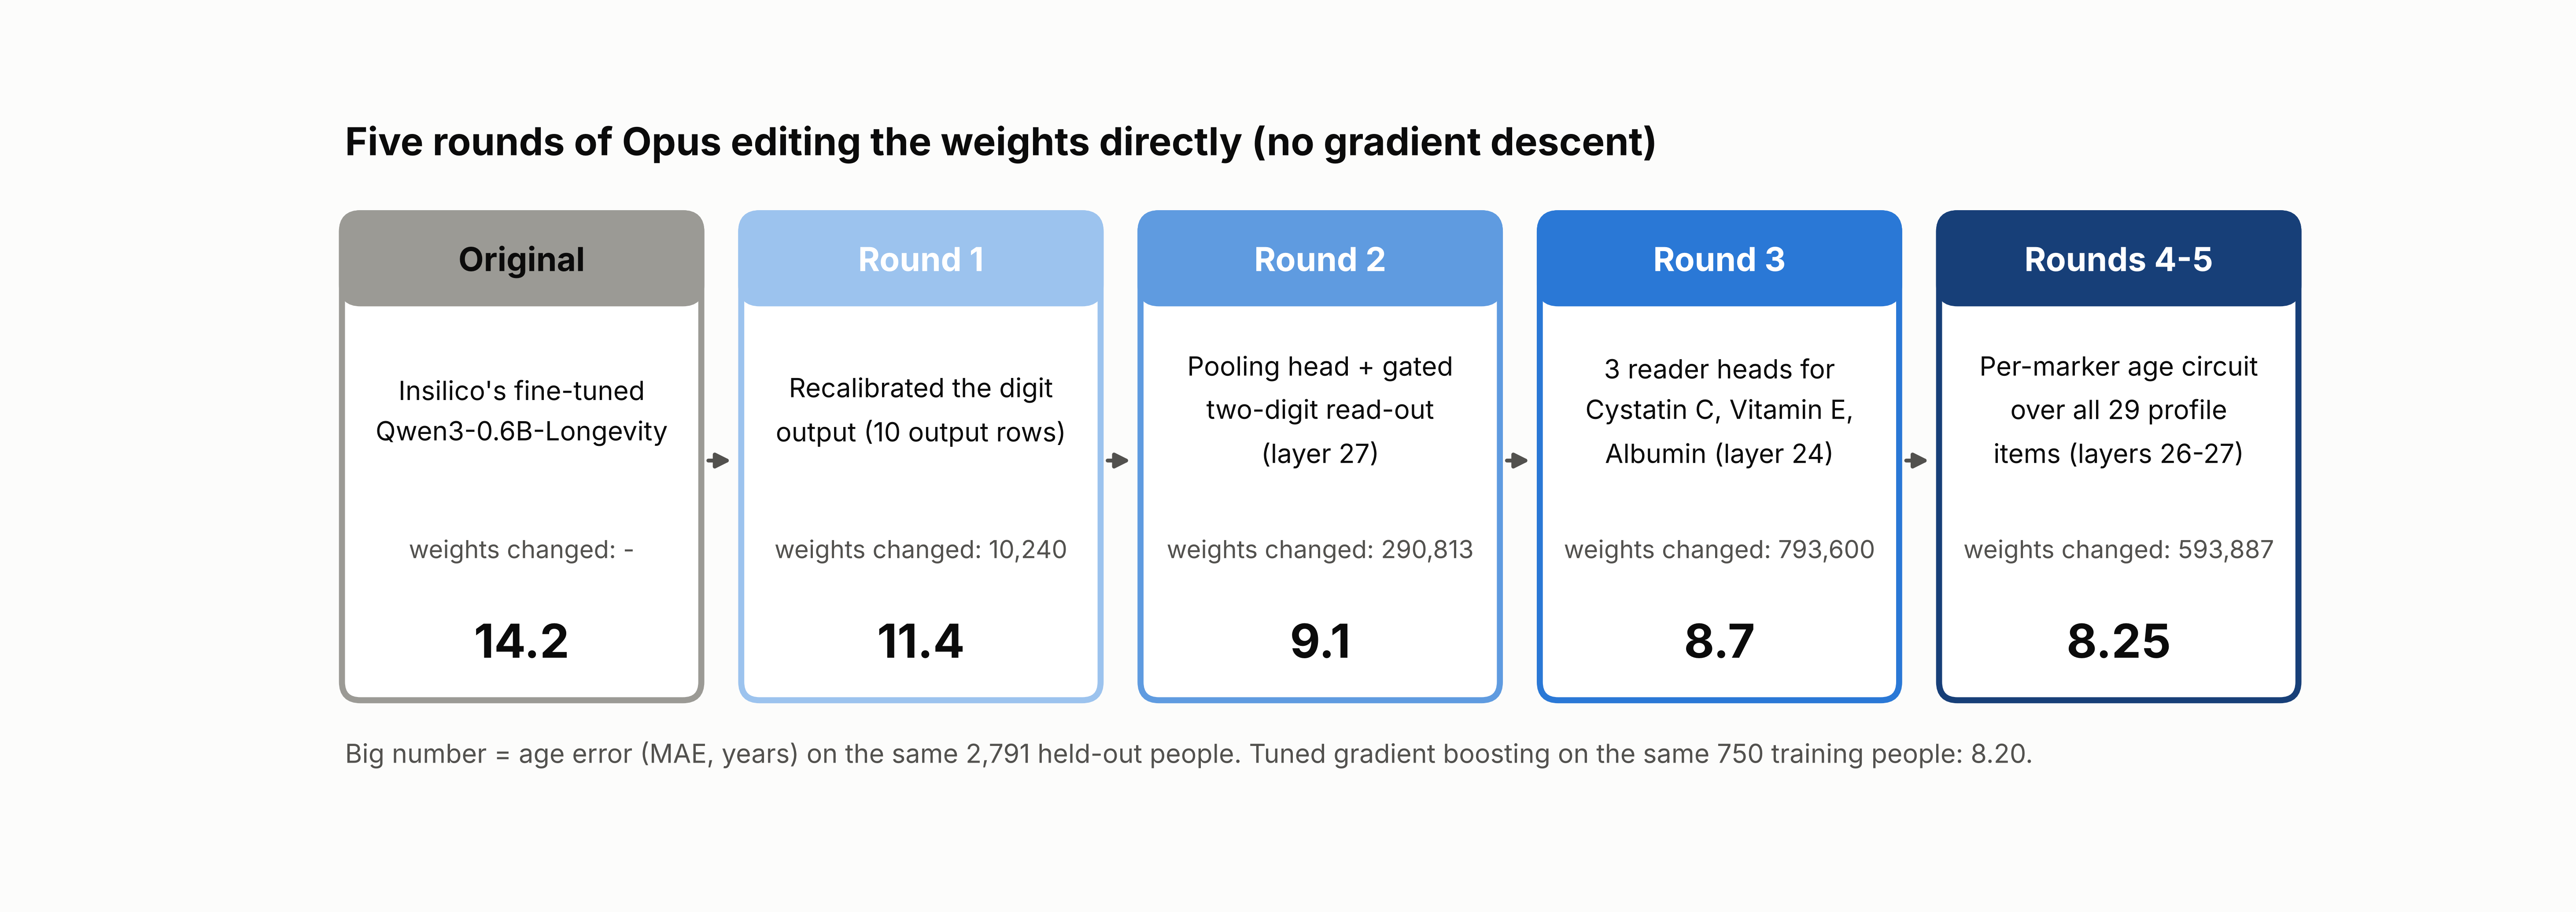 Five rounds of Opus editing the weights directly (no gradient descent)
Original
Insilico's fine-tuned
Qwen3-0.6B-Longevity
weights changed: -
14.2
Round 1
Recalibrated the digit
output (10 output rows)
weights changed: 10,240
11.4
Round 2
Pooling head + gated
two-digit read-out
(layer 27)
weights changed: 290,813
9.1
Round 3
3 reader heads for
Cystatin C, Vitamin E,
Albumin (layer 24)
weights changed: 793,600
8.7
Rounds 4-5
Per-marker age circuit
over all 29 profile
items (layers 26-27)
weights changed: 593,887
8.25
Big number = age error (MAE, years) on the same 2,791 held-out people. Tuned gradient boosting on the same 750 training people: 8.20.